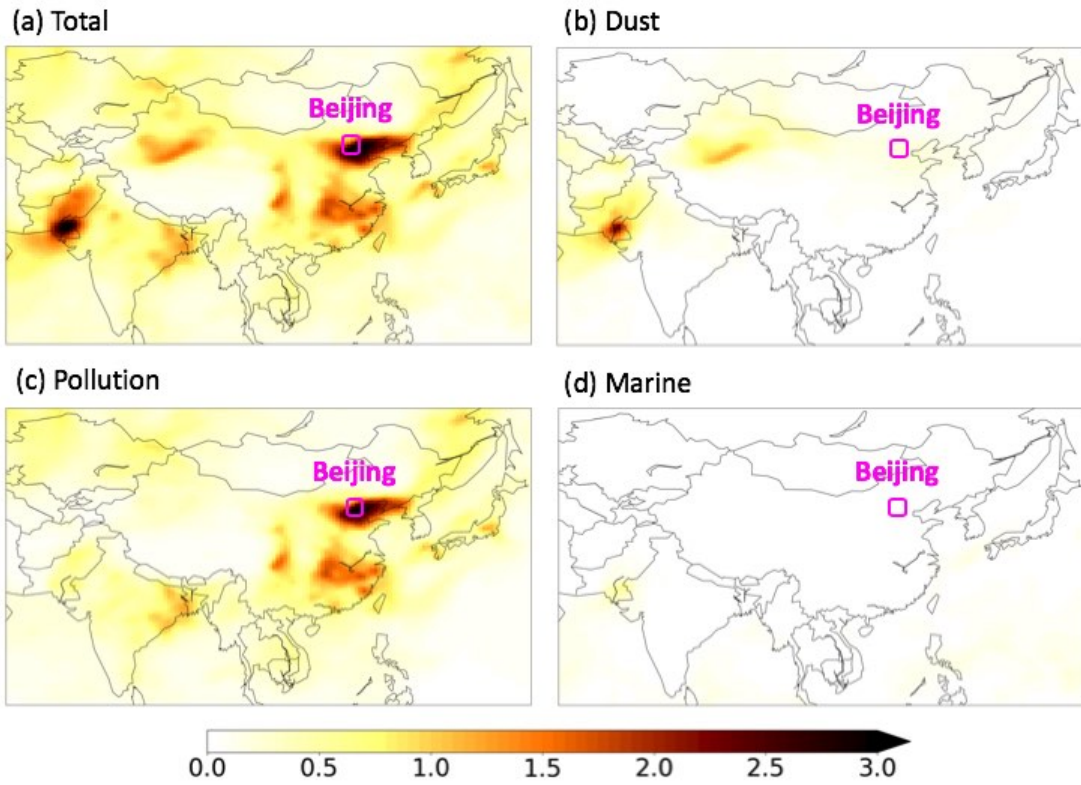 (a) Total
(b) Dust
Beijing
Beijing
(c) Pollution
(d) Marine
Beijing
Beijing
0.0 0.5 1.0 1.5 2.0 2.5 3.0